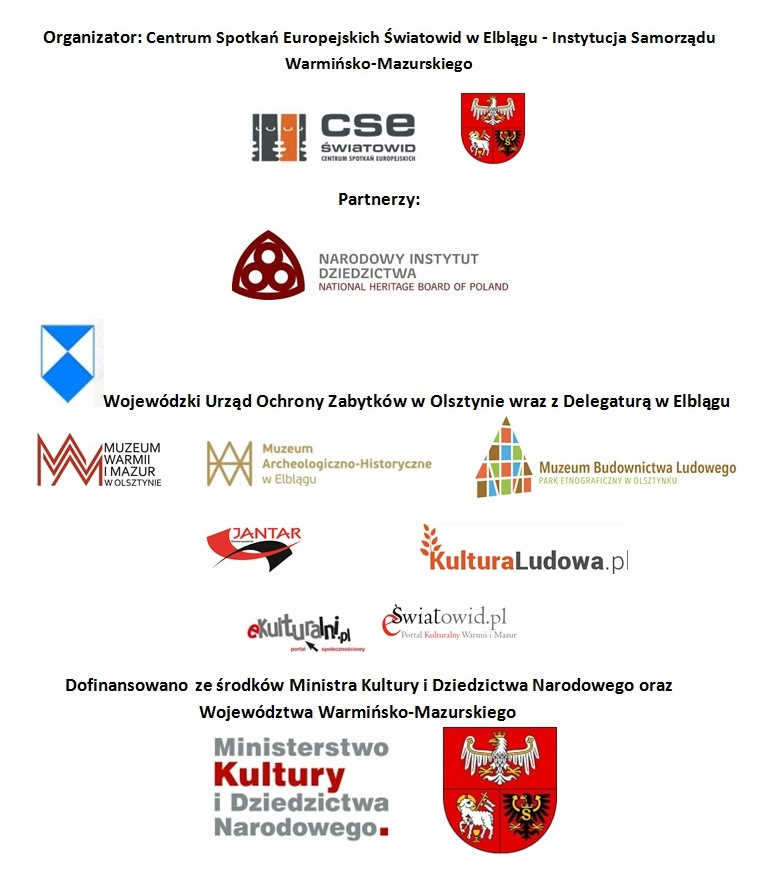 Organizator: Centrum Spotkań Europejskich Światowid w Elblągu - Instytucja Samorządu
Warmińsko-Mazurskiego
cse
ŚWIATOWID
CENTRUM SPOTKAŃ EUROPEJSKICH
Partnerzy:
NARODOWY INSTYTUT
DZIEDZICTWA
NATIONAL HERITAGE BOARD OF POLAND
Wojewódzki Urząd Ochrony Zabytków w Olsztynie wraz z Delegaturą w Elblągu
MUZEUM
WARMII
I MAZUR
W OLSZTYNIE
Muzeum
Archeologiczno-Historyczne
w Elblągu
Muzeum Budownictwa Ludowego
PARK ETNOGRAFICZNY W OLSZTYNKU
JANTAR
KulturaLudowa.pl
eKulturalni.pl
portal społecznościowy
eŚwiatowid.pl
Portal Kulturalny Warmii i Mazur
Dofinansowano ze środków Ministra Kultury i Dziedzictwa Narodowego oraz
Województwa Warmińsko-Mazurskiego
Ministerstwo
Kultury
i Dziedzictwa
Narodowego.
S